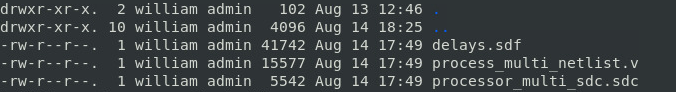 drwxr-xr-x.  2 william admin   102 Aug 13 12:46 .
drwxr-xr-x. 10 william admin  4096 Aug 14 18:25 ..
-rw-r--r--.  1 william admin 41742 Aug 14 17:49 delays.sdf
-rw-r--r--.  1 william admin 15577 Aug 14 17:49 process_multi_netlist.v
-rw-r--r--.  1 william admin  5542 Aug 14 17:49 processor_multi_sdc.sdc